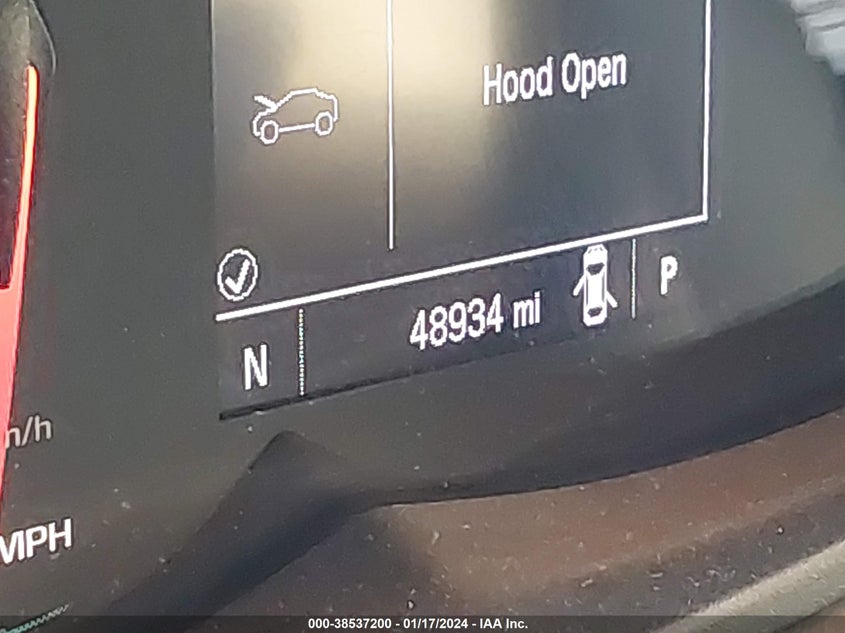 Hood Open
N 48934 mi P
n/h
MPH
000-38537200 - 01/17/2024 - IAA Inc.